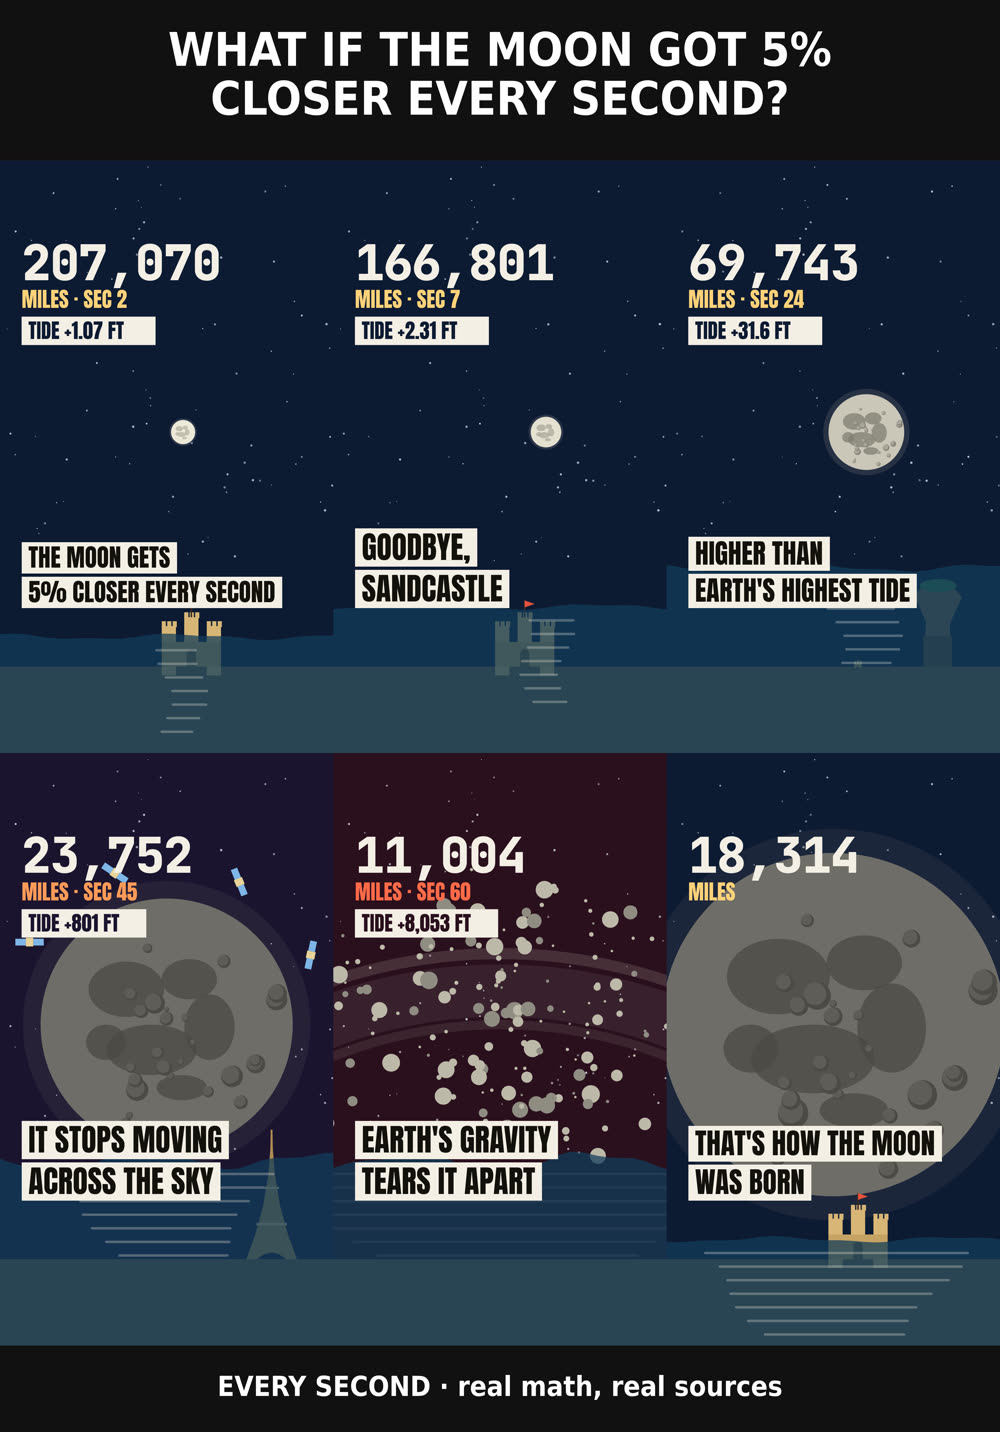 WHAT IF THE MOON GOT 5%
CLOSER EVERY SECOND?
207,070
MILES · SEC 2
TIDE +1.07 FT
THE MOON GETS
5% CLOSER EVERY SECOND
166,801
MILES · SEC 7
TIDE +2.31 FT
GOODBYE,
SANDCASTLE
69,743
MILES · SEC 24
TIDE +31.6 FT
HIGHER THAN
EARTH'S HIGHEST TIDE
23,752
MILES · SEC 45
TIDE +801 FT
IT STOPS MOVING
ACROSS THE SKY
11,004
MILES · SEC 60
TIDE +8,053 FT
EARTH'S GRAVITY
TEARS IT APART
18,314
MILES
THAT'S HOW THE MOON
WAS BORN
EVERY SECOND · real math, real sources